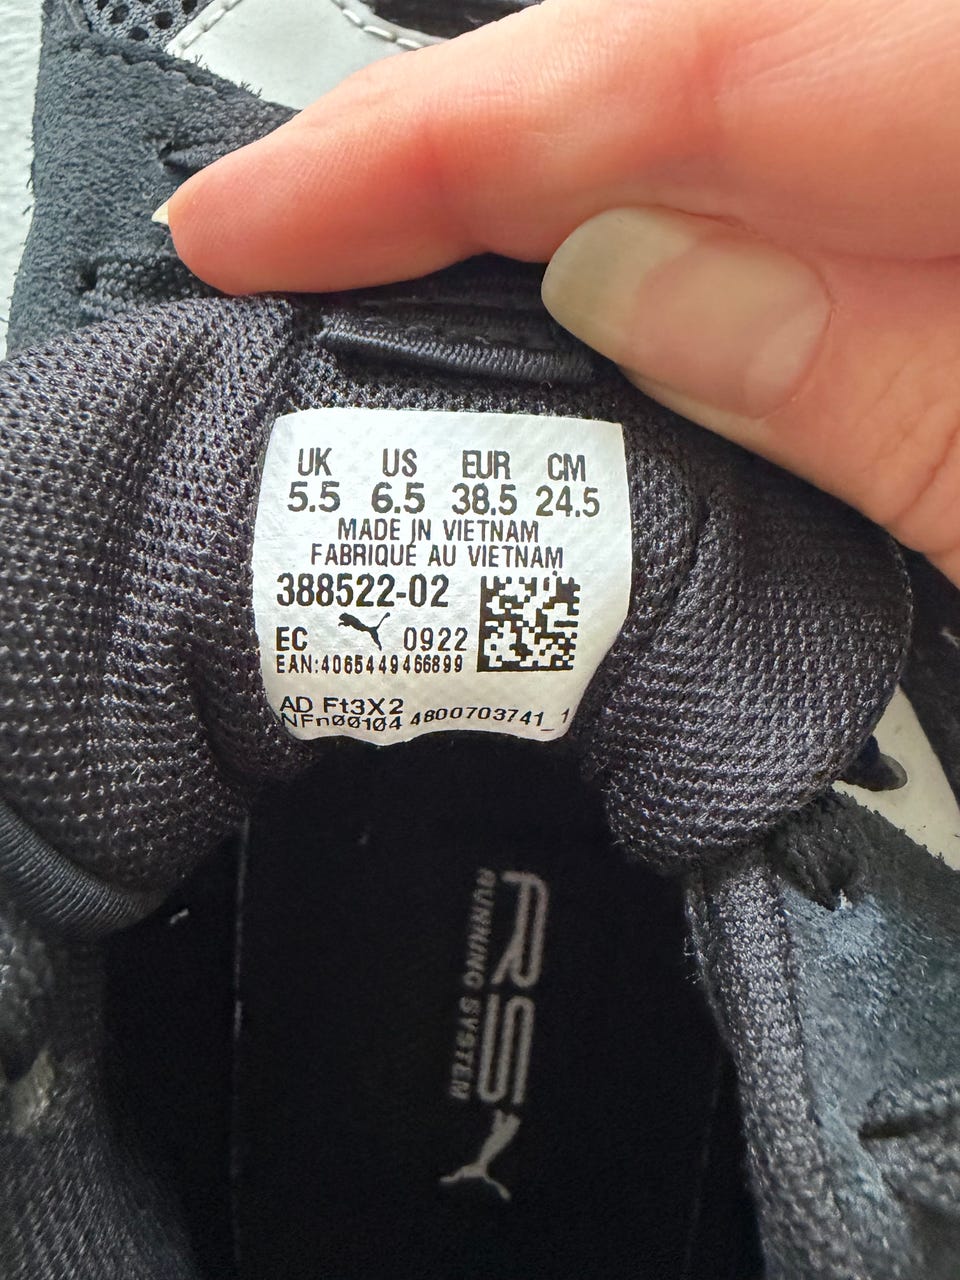 UK US EUR CM
5.5 6.5 38.5 24.5
MADE IN VIETNAM
FABRIQUÉ AU VIETNAM
388522-02
EC 0922
EAN:4065449466899
AD Ft3X2
NFn00104 4800703741_1
RS
RUNNING SYSTEM